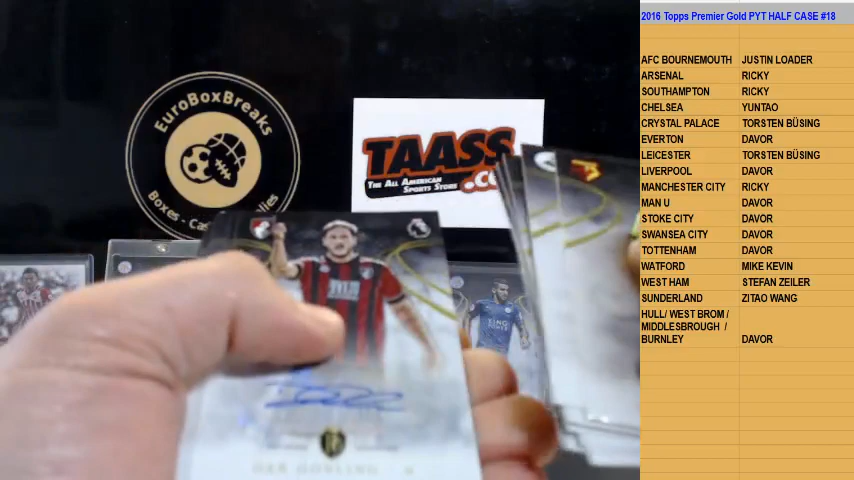 EuroBoxBreaks
TAASS
THE ALL AMERICAN
SPORTS STORE
2016 Topps Premier Gold PYT HALF CASE #18
AFC BOURNEMOUTH JUSTIN LOADER
ARSENAL RICKY
SOUTHAMPTON RICKY
CHELSEA YUNTAO
CRYSTAL PALACE TORSTEN BÜSING
EVERTON DAVOR
LEICESTER TORSTEN BÜSING
LIVERPOOL DAVOR
MANCHESTER CITY RICKY
MAN U DAVOR
STOKE CITY DAVOR
SWANSEA CITY DAVOR
TOTTENHAM DAVOR
WATFORD MIKE KEVIN
WEST HAM STEFAN ZEILER
SUNDERLAND ZITAO WANG
HULL/ WEST BROM /
MIDDLESBROUGH /
BURNLEY DAVOR